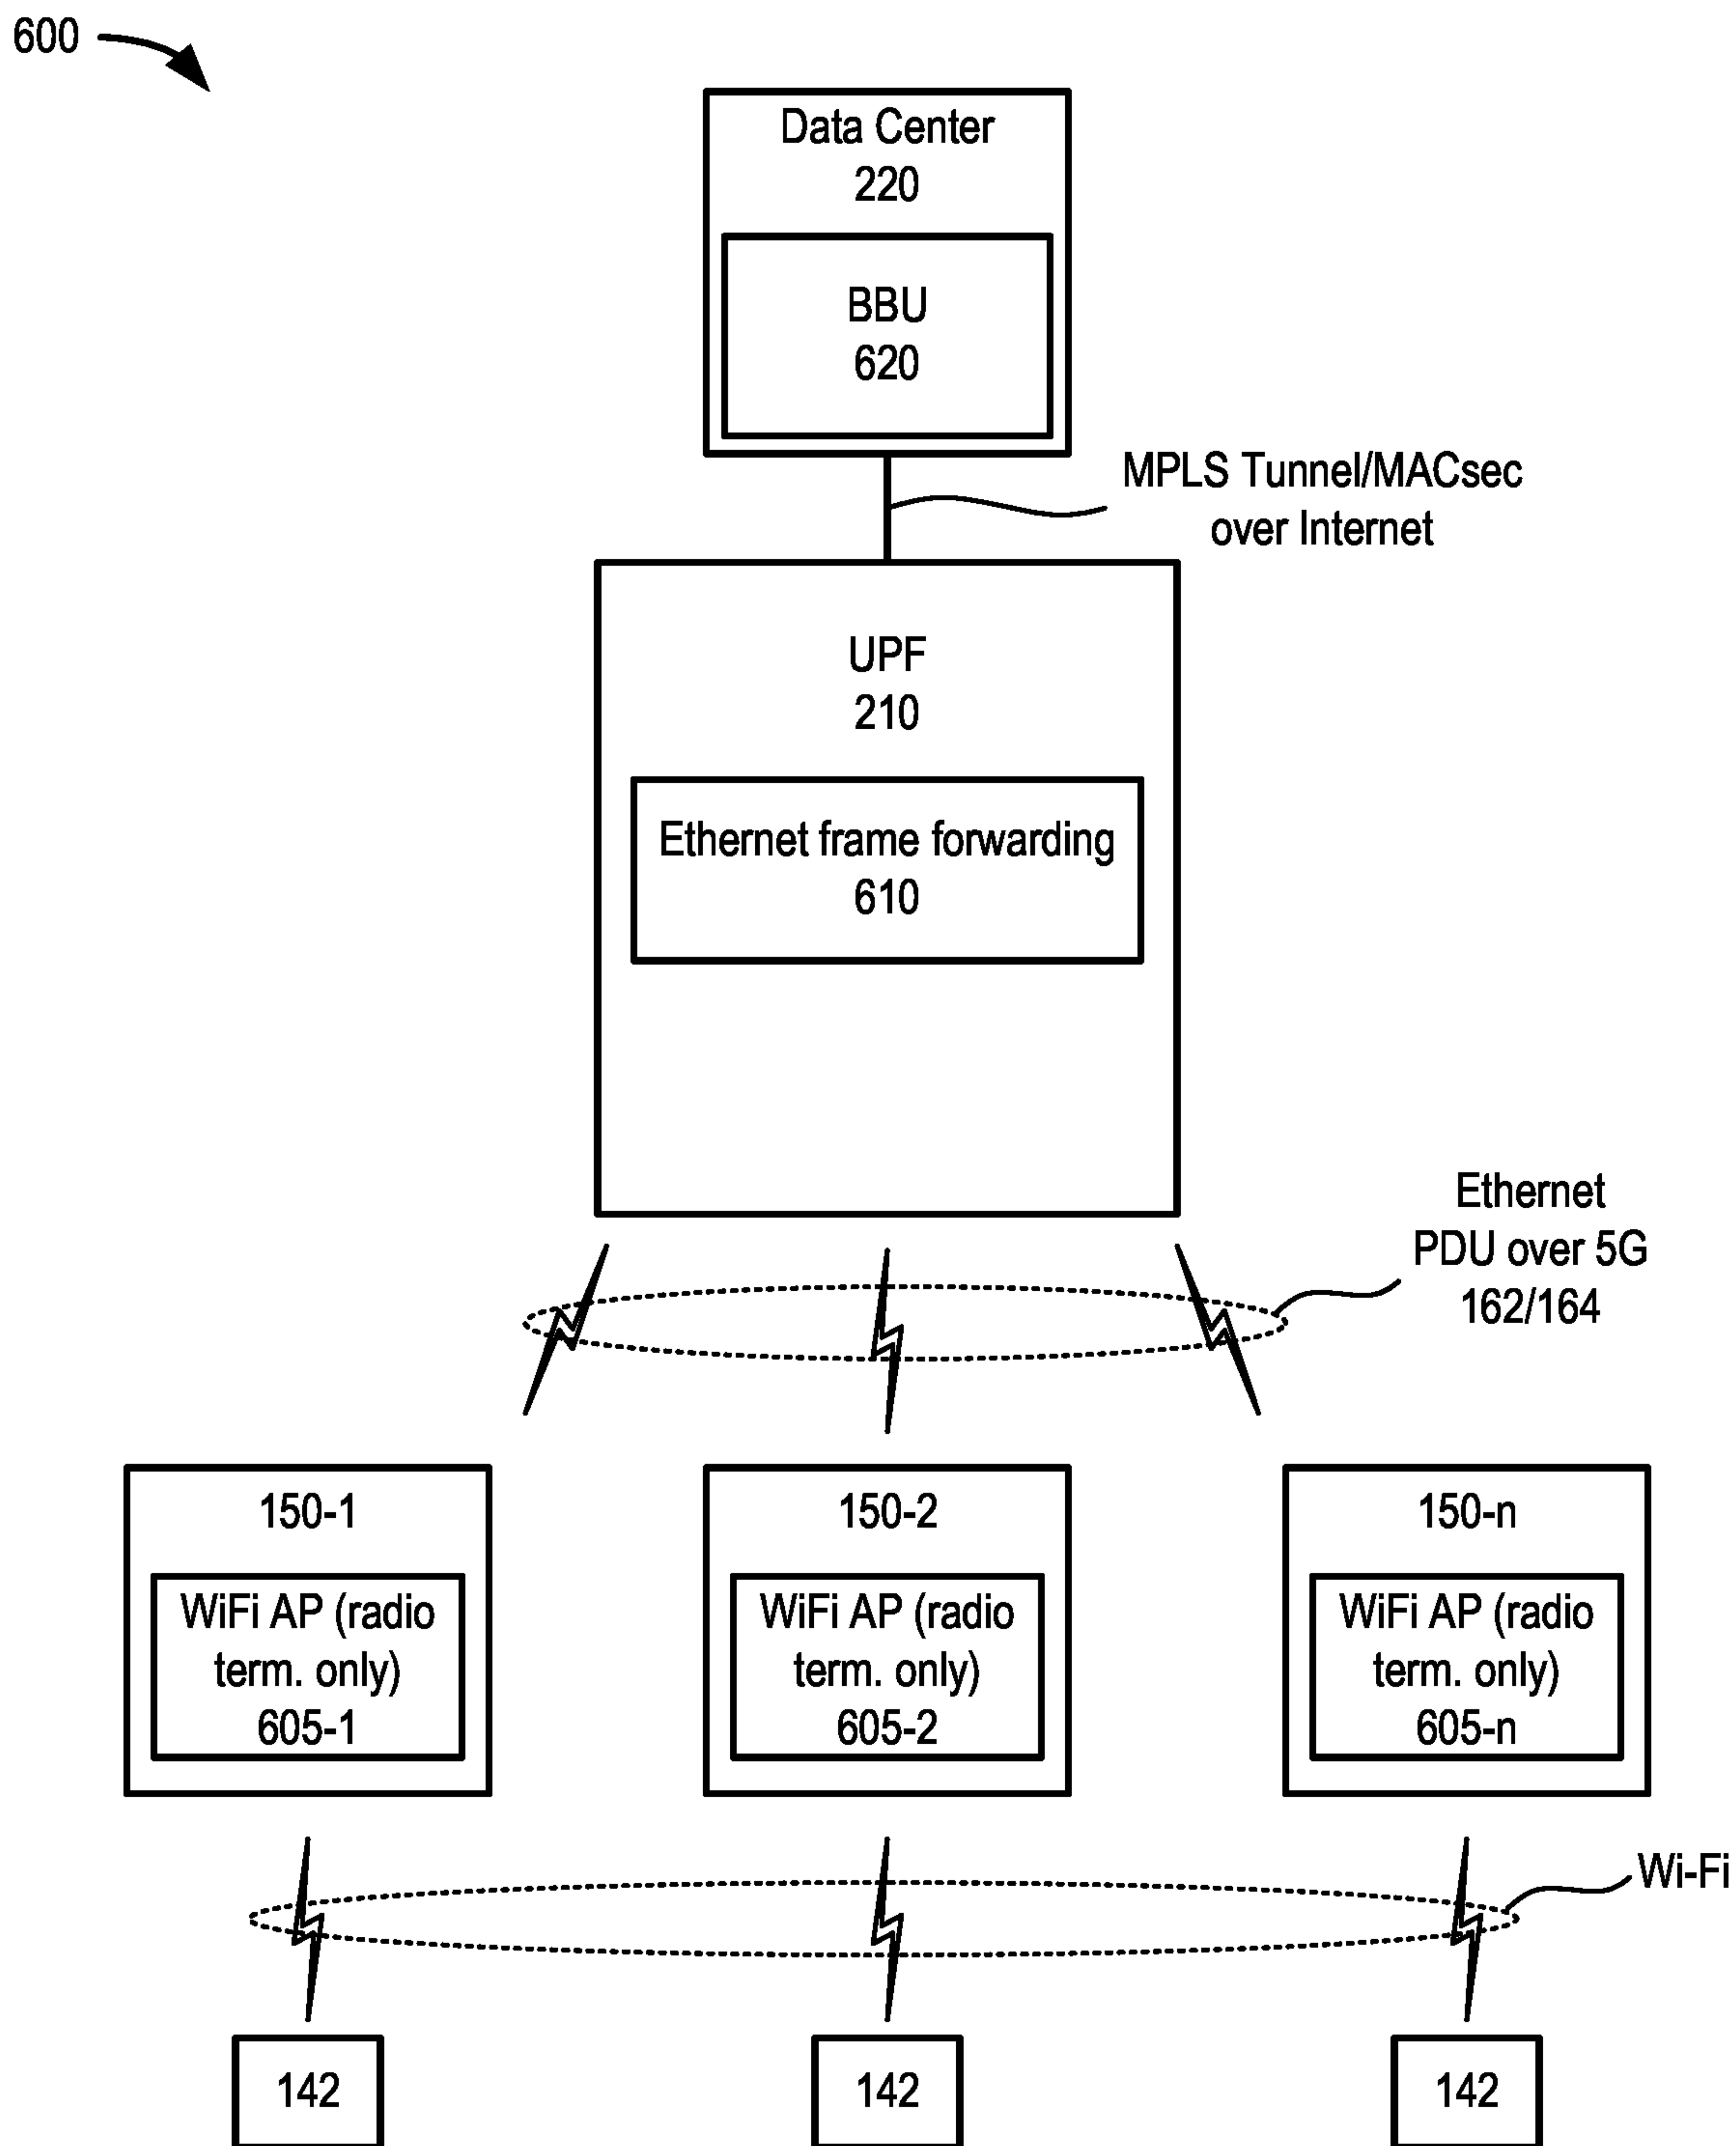 600
Data Center
220
BBU
620
MPLS Tunnel/MACsec
over Internet
UPF
210
Ethernet frame forwarding
610
Ethernet
PDU over 5G
162/164
150-1
WiFi AP (radio
term. only)
605-1
150-2
WiFi AP (radio
term. only)
605-2
150-n
WiFi AP (radio
term. only)
605-n
Wi-Fi
142
142
142